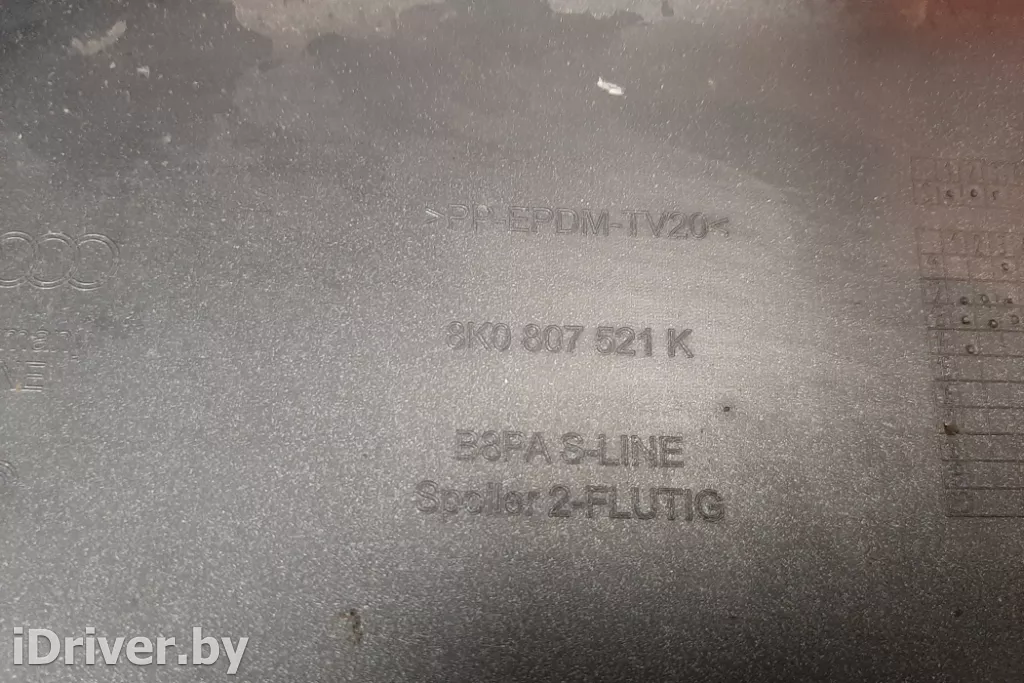 >PP-EPDM-TV20<
8K0 807 521 K
B8PA S-LINE
Spoiler 2-FLUTIG
iDriver.by